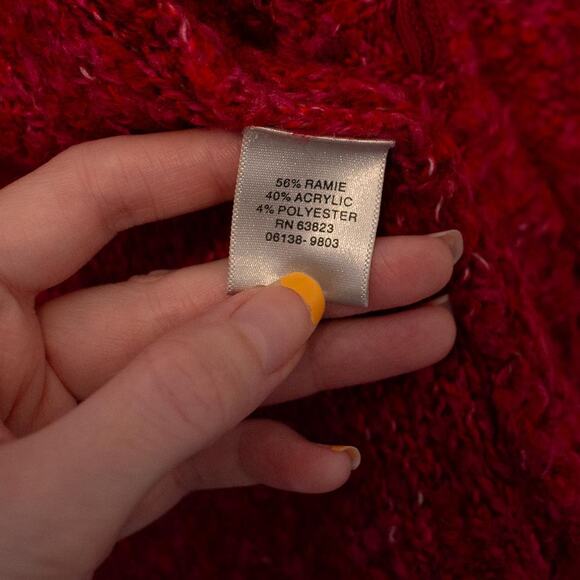 56% RAMIE
40% ACRYLIC
4% POLYESTER
RN 63823
06138-9803